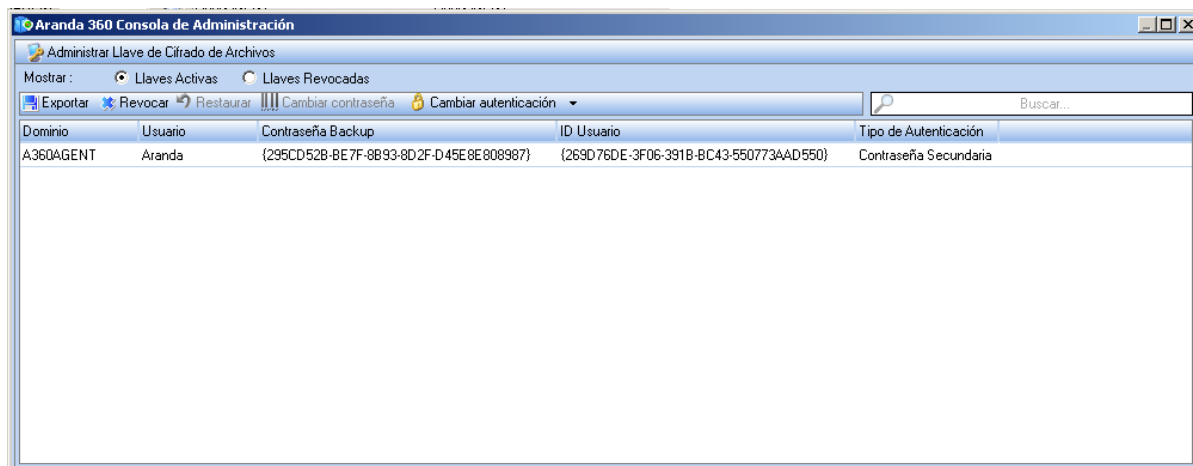 Aranda 360 Consola de Administración
Administrar Llave de Cifrado de Archivos
Mostrar : Llaves Activas Llaves Revocadas
Exportar Revocar Restaurar Cambiar contraseña Cambiar autenticación Buscar...
Dominio Usuario Contraseña Backup ID Usuario Tipo de Autenticación
A360AGENT Aranda {295CD52B-BE7F-8B93-8D2F-D45E8E808987} {269D76DE-3F06-391B-BC43-550773AAD550} Contraseña Secundaria